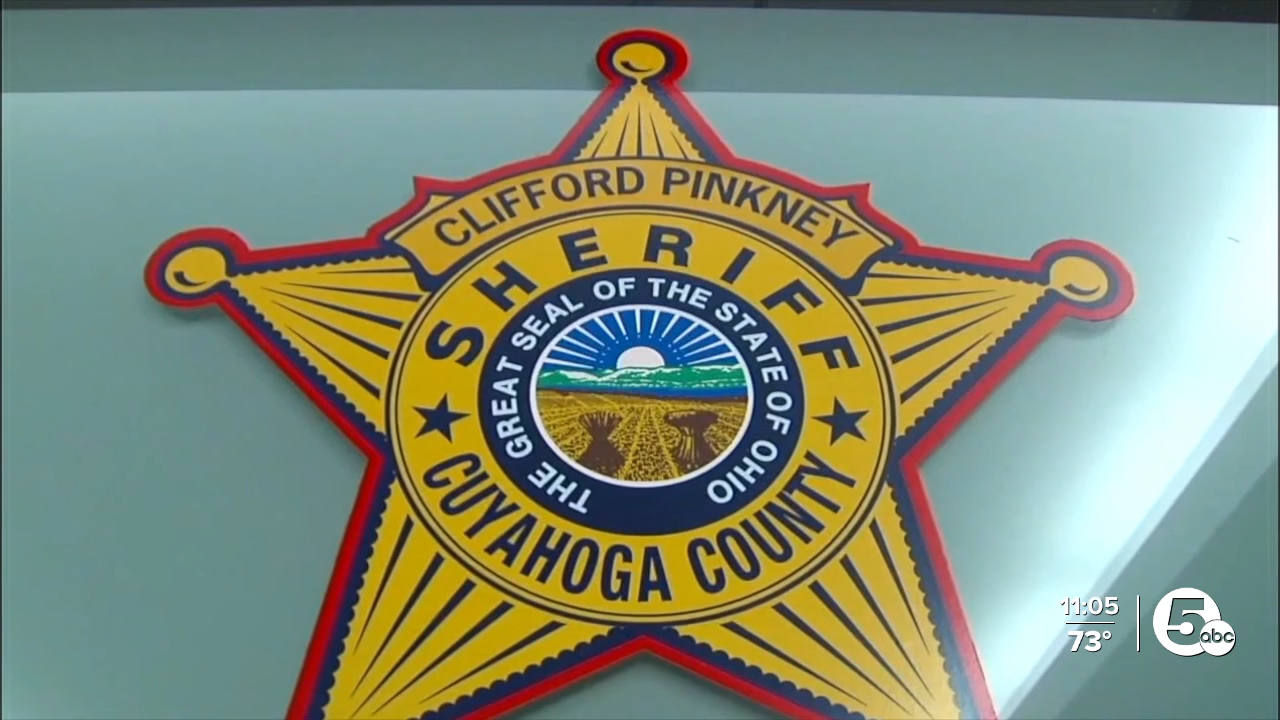 CLIFFORD PINKNEY
SHERIFF
THE GREAT SEAL OF THE STATE OF OHIO
CUYAHOGA COUNTY
11:05
73°
5
abc